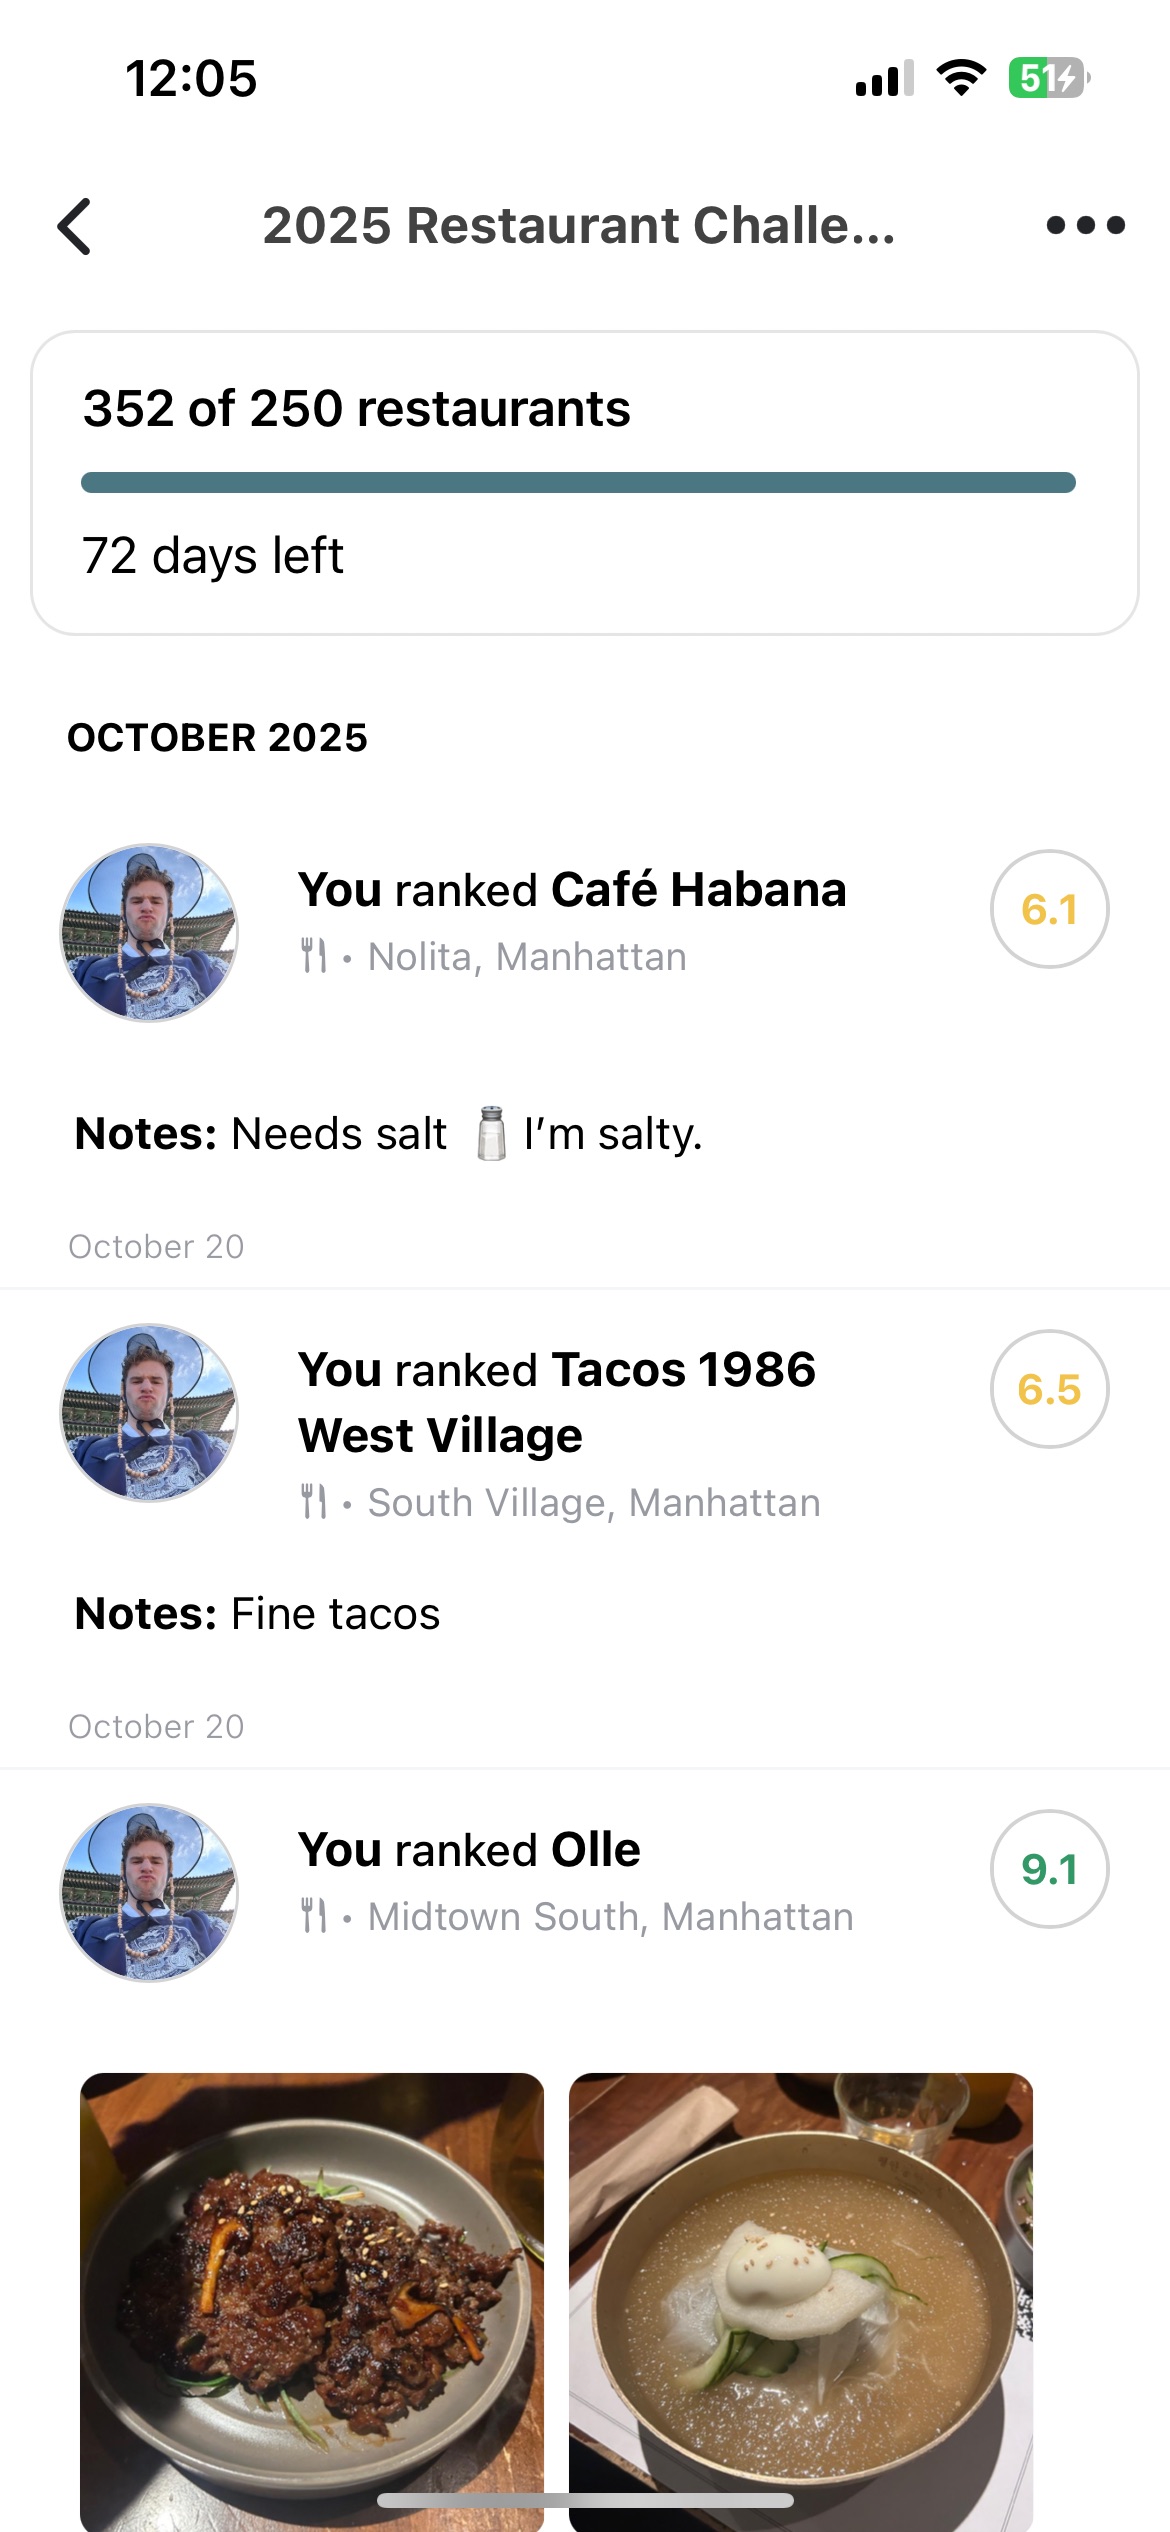 12:05
51
2025 Restaurant Challe...
352 of 250 restaurants
72 days left
OCTOBER 2025
You ranked Café Habana
6.1
• Nolita, Manhattan
Notes: Needs salt 🧂 I’m salty.
October 20
You ranked Tacos 1986
West Village
6.5
• South Village, Manhattan
Notes: Fine tacos
October 20
You ranked Olle
9.1
• Midtown South, Manhattan